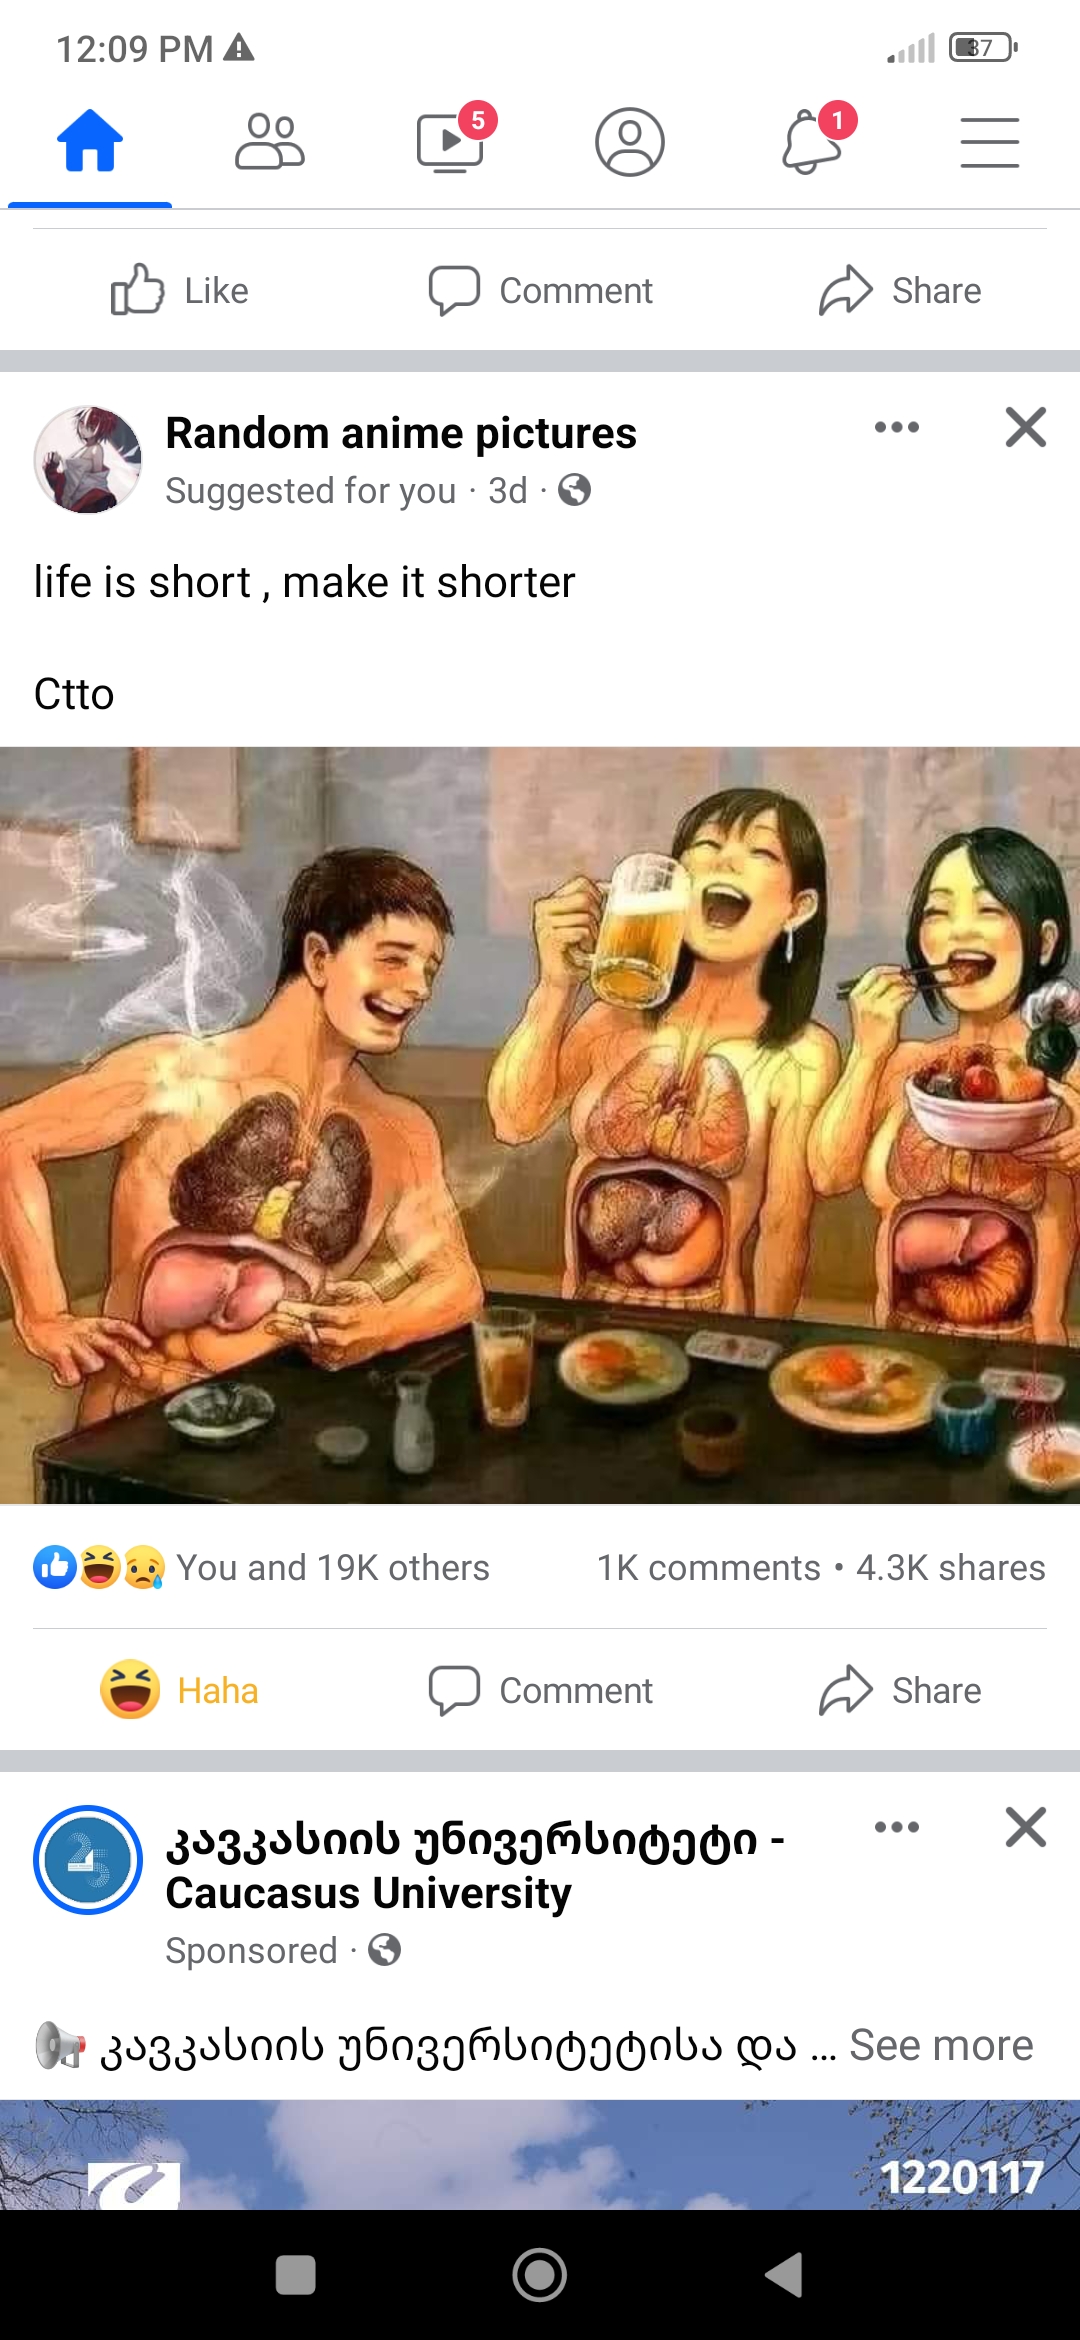 12:09 PM
37
5
1
Like
Comment
Share
Random anime pictures
Suggested for you · 3d ·
life is short , make it shorter
Ctto
You and 19K others
1K comments • 4.3K shares
Haha
Comment
Share
კავკასიის უნივერსიტეტი -
Caucasus University
Sponsored ·
კავკასიის უნივერსიტეტისა და ... See more
1220117